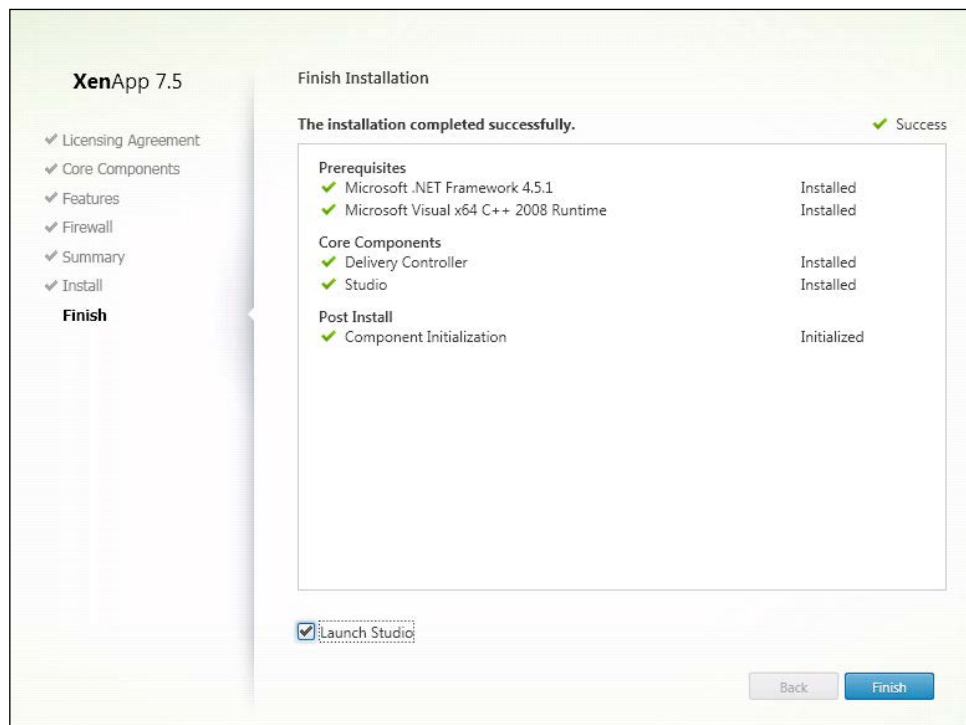 XenApp 7.5
Licensing Agreement
Core Components
Features
Firewall
Summary
Install
Finish
Finish Installation
The installation completed successfully.
Success
Prerequisites
Microsoft .NET Framework 4.5.1 Installed
Microsoft Visual x64 C++ 2008 Runtime Installed
Core Components
Delivery Controller Installed
Studio Installed
Post Install
Component Initialization Initialized
Launch Studio
Back
Finish